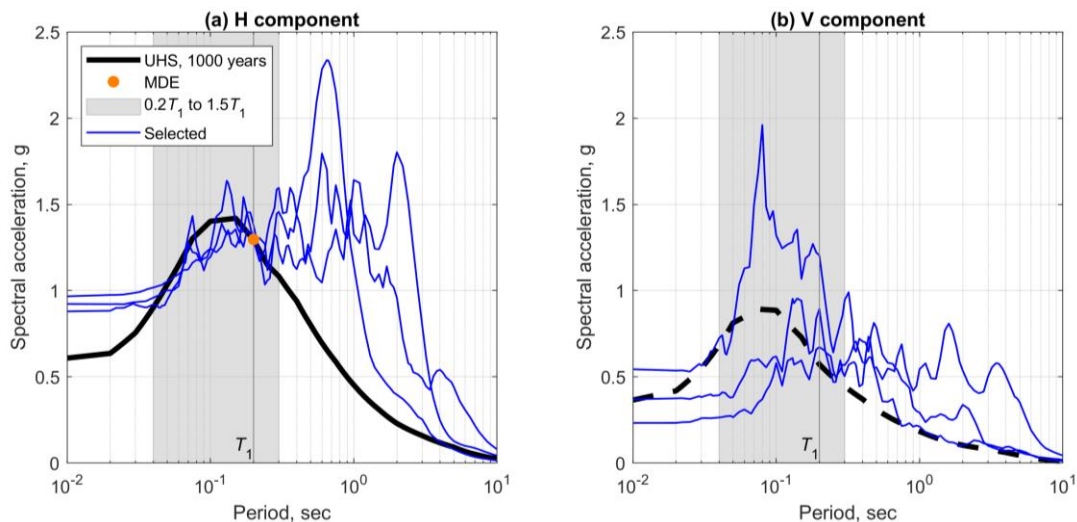 (a) H component
2.5
2
1.5
1
0.5
0
Spectral acceleration, g
UHS, 1000 years
MDE
0.2T₁ to 1.5T₁
Selected
T₁
10⁻² 10⁻¹ 10⁰ 10¹
Period, sec
(b) V component
2.5
2
1.5
1
0.5
0
Spectral acceleration, g
T₁
10⁻² 10⁻¹ 10⁰ 10¹
Period, sec